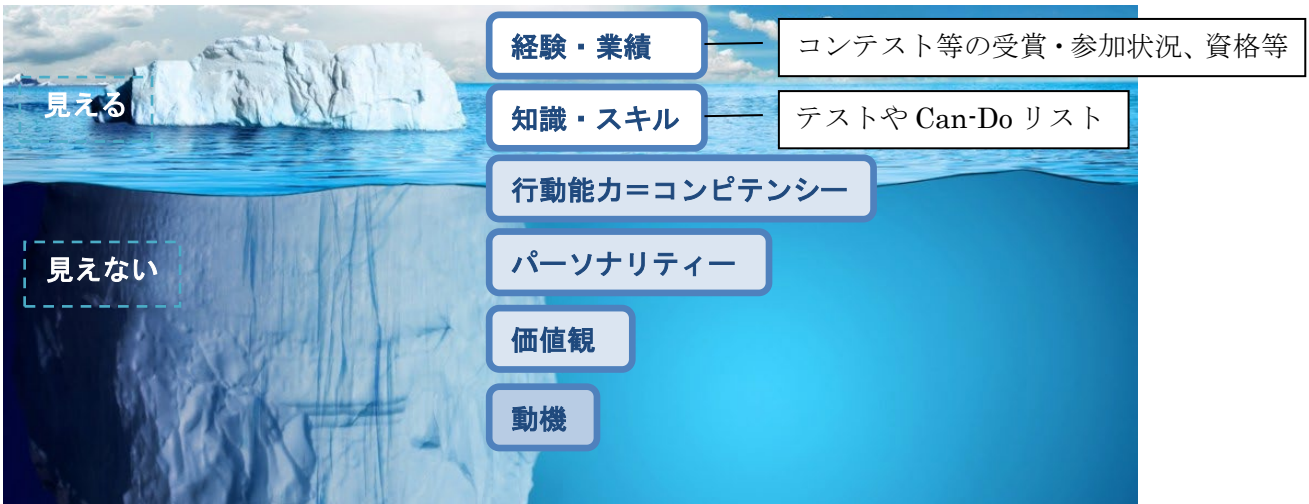 見える
経験・業績
コンテスト等の受賞・参加状況、資格等
知識・スキル
テストや Can-Do リスト
行動能力＝コンピテンシー
見えない
パーソナリティー
価値観
動機